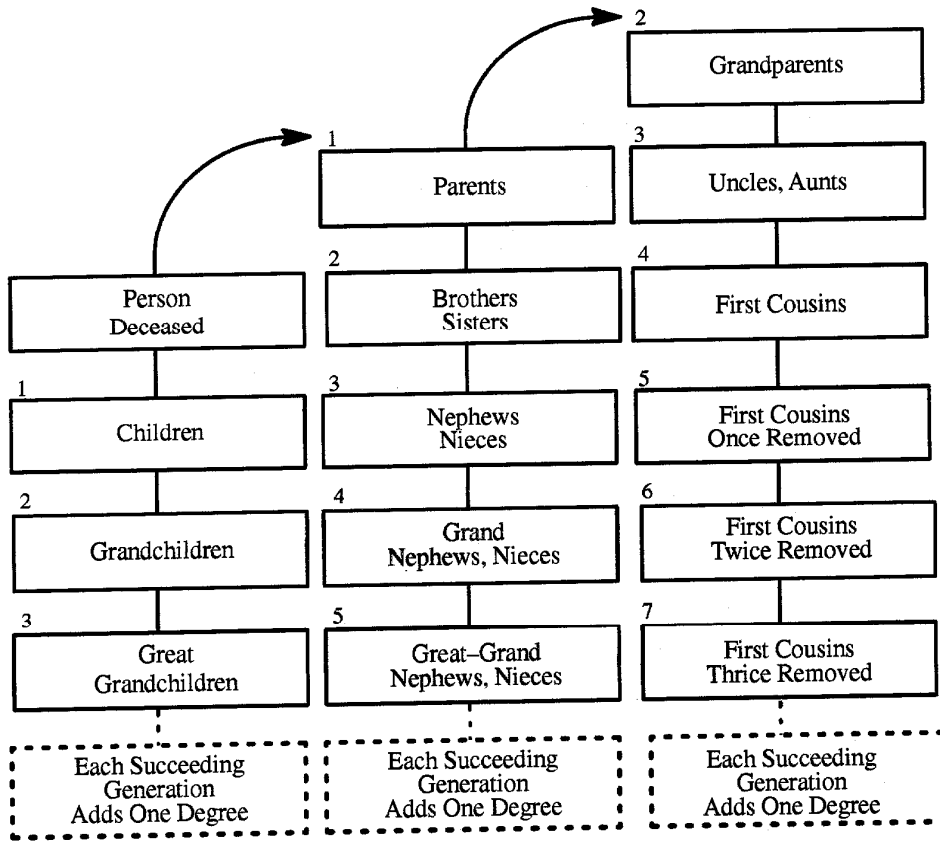 Person
Deceased
1
Children
2
Grandchildren
3
Great
Grandchildren
Each Succeeding
Generation
Adds One Degree
1
Parents
2
Brothers
Sisters
3
Nephews
Nieces
4
Grand
Nephews, Nieces
5
Great–Grand
Nephews, Nieces
Each Succeeding
Generation
Adds One Degree
2
Grandparents
3
Uncles, Aunts
4
First Cousins
5
First Cousins
Once Removed
6
First Cousins
Twice Removed
7
First Cousins
Thrice Removed
Each Succeeding
Generation
Adds One Degree